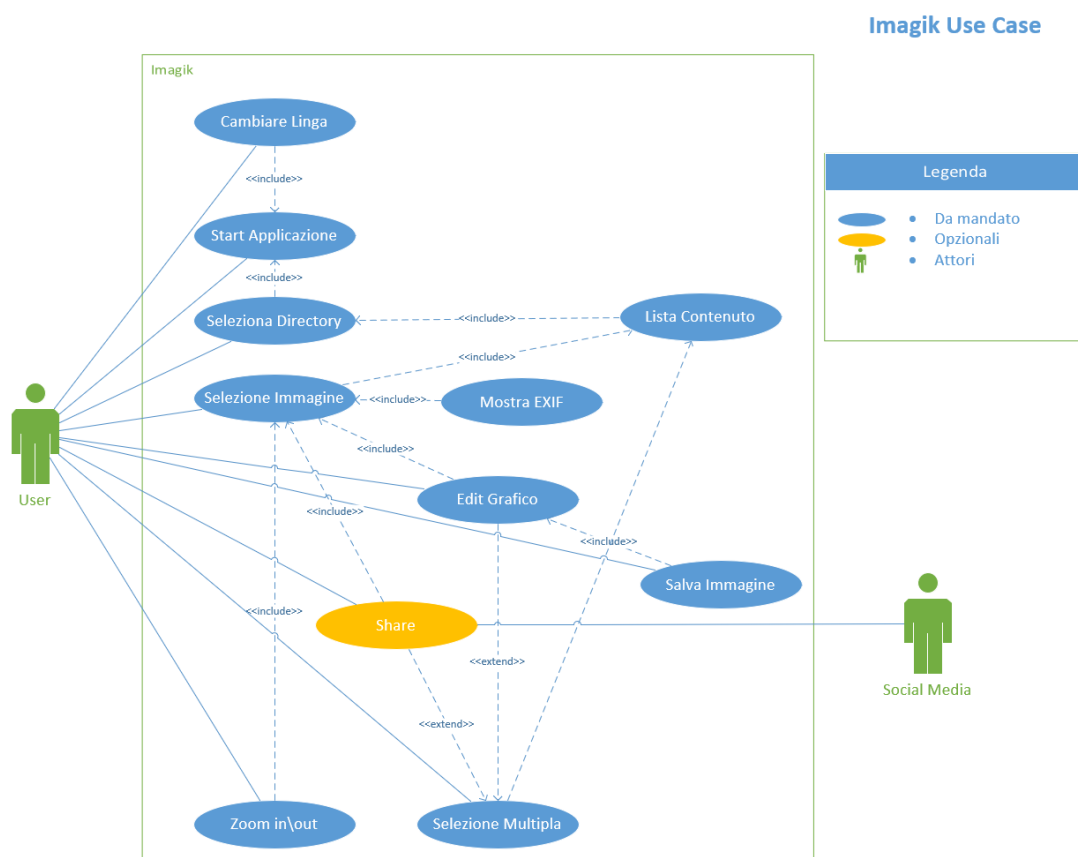 Imagik Use Case
Imagik
Cambiare Linga
<<include>>
Legenda
Da mandato
Start Applicazione
Opzionali
Attori
<<include>>
Seleziona Directory
<<include>>
Lista Contenuto
<<include>>
Selezione Immagine
<<include>>
Mostra EXIF
<<include>>
User
Edit Grafico
<<include>>
<<include>>
<<include>>
Salva Immagine
<<include>>
Share
<<extend>>
Social Media
<<extend>>
Zoom in\out
Selezione Multipla